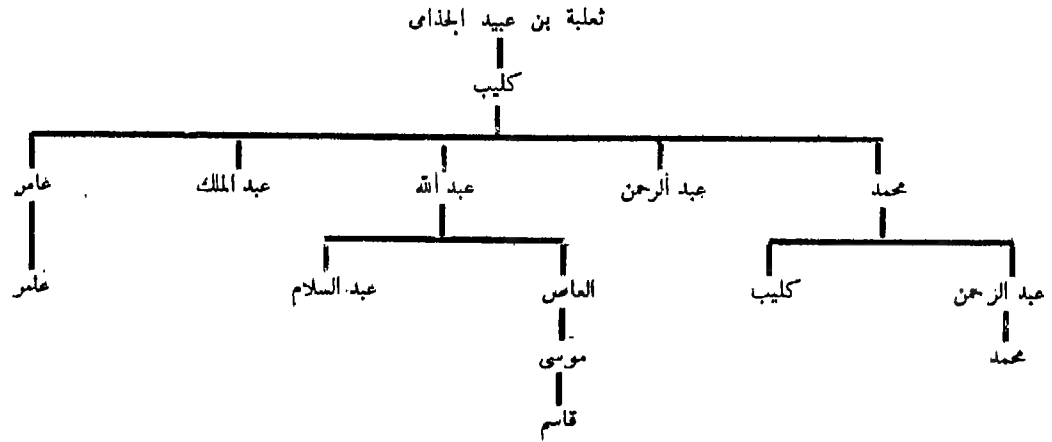 ثعلبة بن عبيد الجذامى
كليب
محمد عبد الرحمن عبد الله عبد الملك عامر
عبد الرحمن كليب العاص عبد السلام عامر
محمد موسى
قاسم